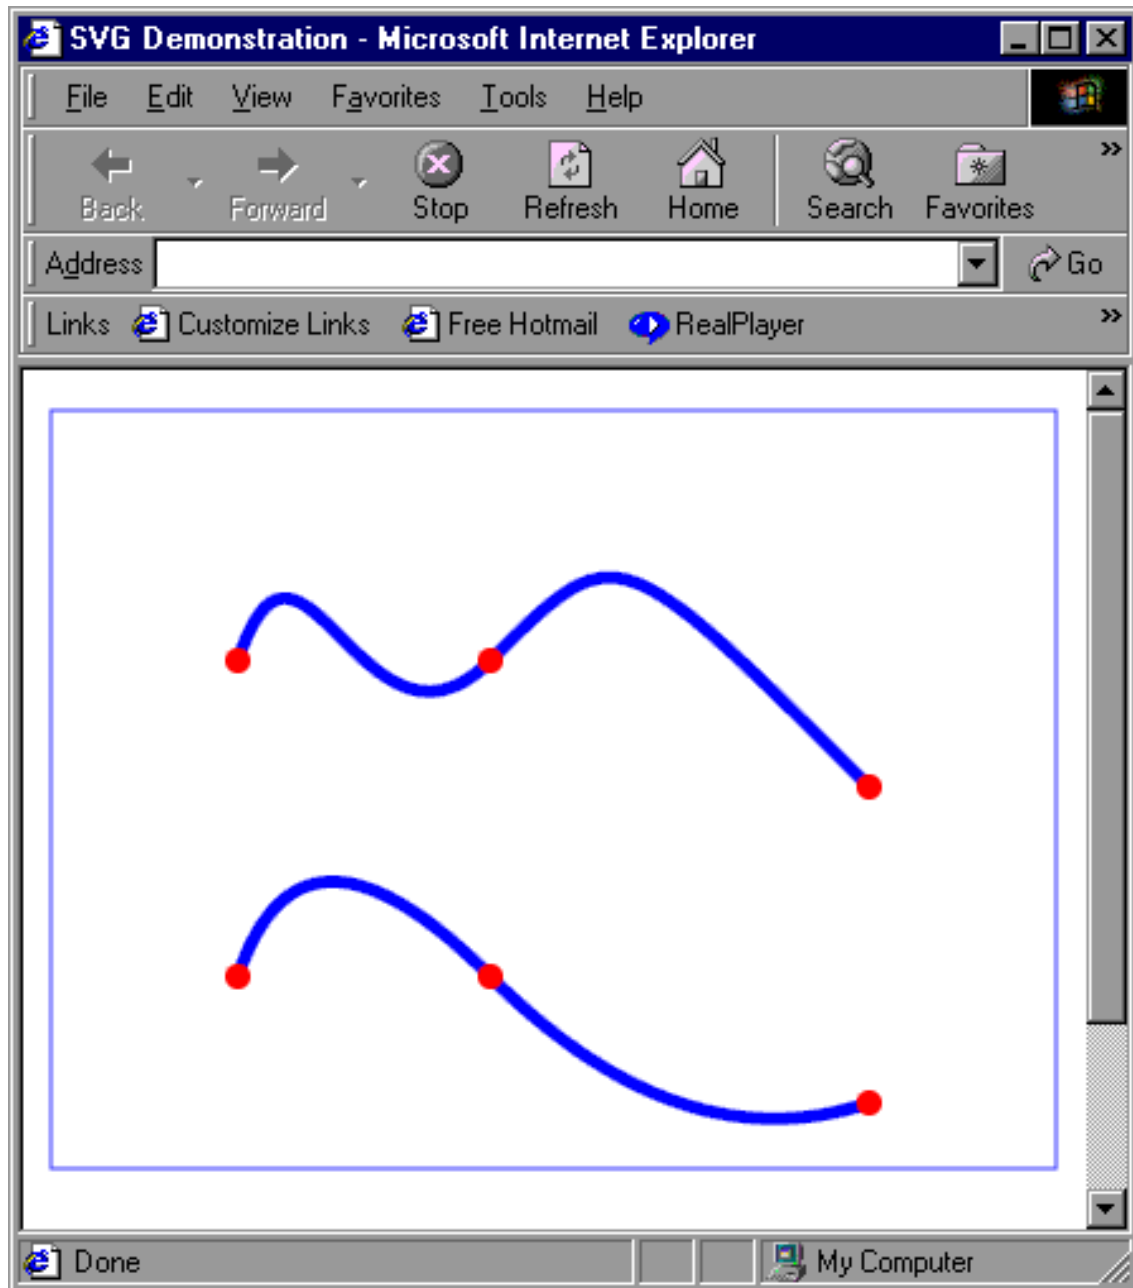 SVG Demonstration - Microsoft Internet Explorer
File Edit View Favorites Tools Help
Back Forward Stop Refresh Home Search Favorites »
Address Go
Links Customize Links Free Hotmail RealPlayer »
Done My Computer